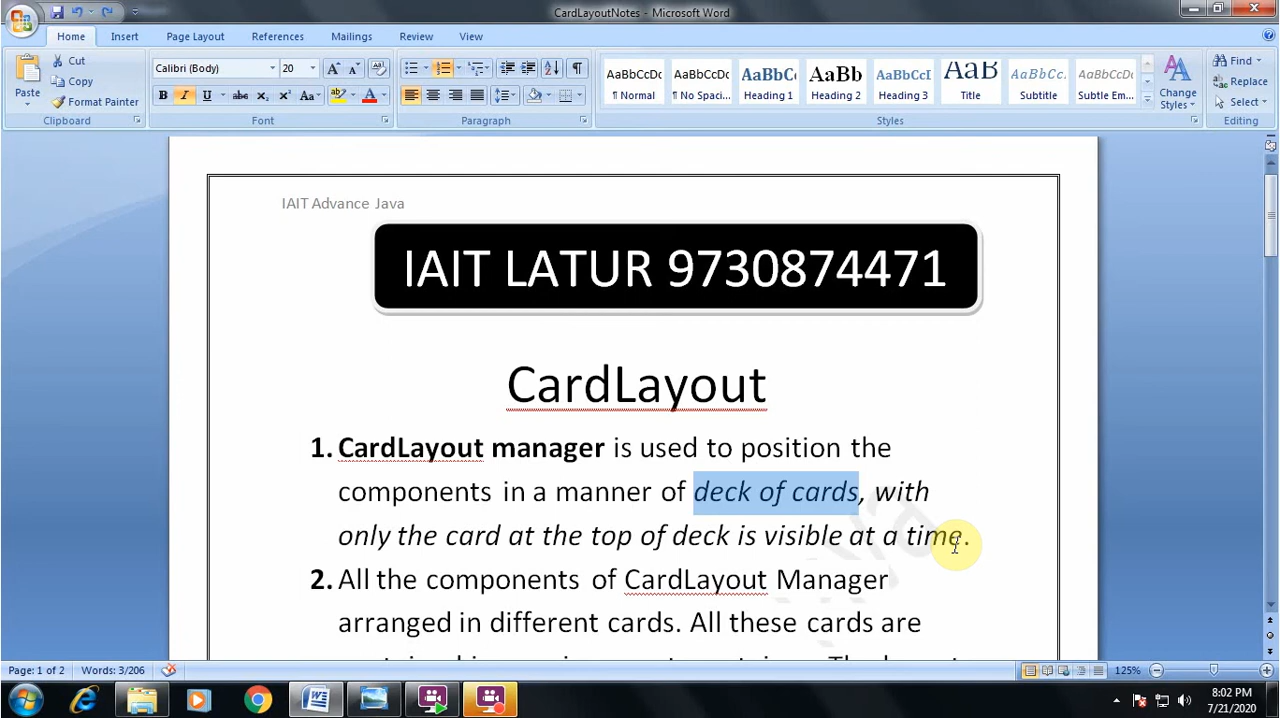 CardLayoutNotes - Microsoft Word
Home Insert Page Layout References Mailings Review View
Paste Cut Copy Format Painter
Calibri (Body) 20
AaBbCcDc AaBbCcDc AaBbC AaBb AaBbCcI AaB AaBbCc. AaBbCcDc
¶ Normal ¶ No Spaci... Heading 1 Heading 2 Heading 3 Title Subtitle Subtle Em...
Change Styles
Find Replace Select
Clipboard Font Paragraph Styles Editing
IAIT Advance Java
IAIT LATUR 9730874471
CardLayout
1. CardLayout manager is used to position the
components in a manner of deck of cards, with
only the card at the top of deck is visible at a time.
2. All the components of CardLayout Manager
arranged in different cards. All these cards are
Page: 1 of 2 Words: 3/206 125%
8:02 PM
7/21/2020